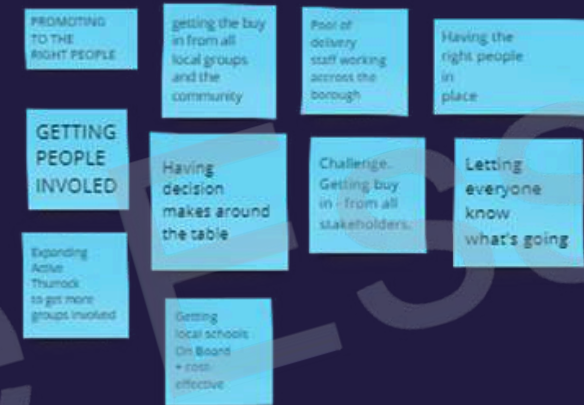 PROMOTING
TO THE
RIGHT PEOPLE
getting the buy
in from all
local groups
and the
community
Pool of
delivery
staff working
accross the
borough
Having the
right people
in
place
GETTING
PEOPLE
INVOLED
Having
decision
makes around
the table
Challenge.
Getting buy
in - from all
stakeholders.
Letting
everyone
know
what's going
Expanding
Active
Thurrock
to get more
groups involved
Getting
local schools
On Board
+ cost-
effective